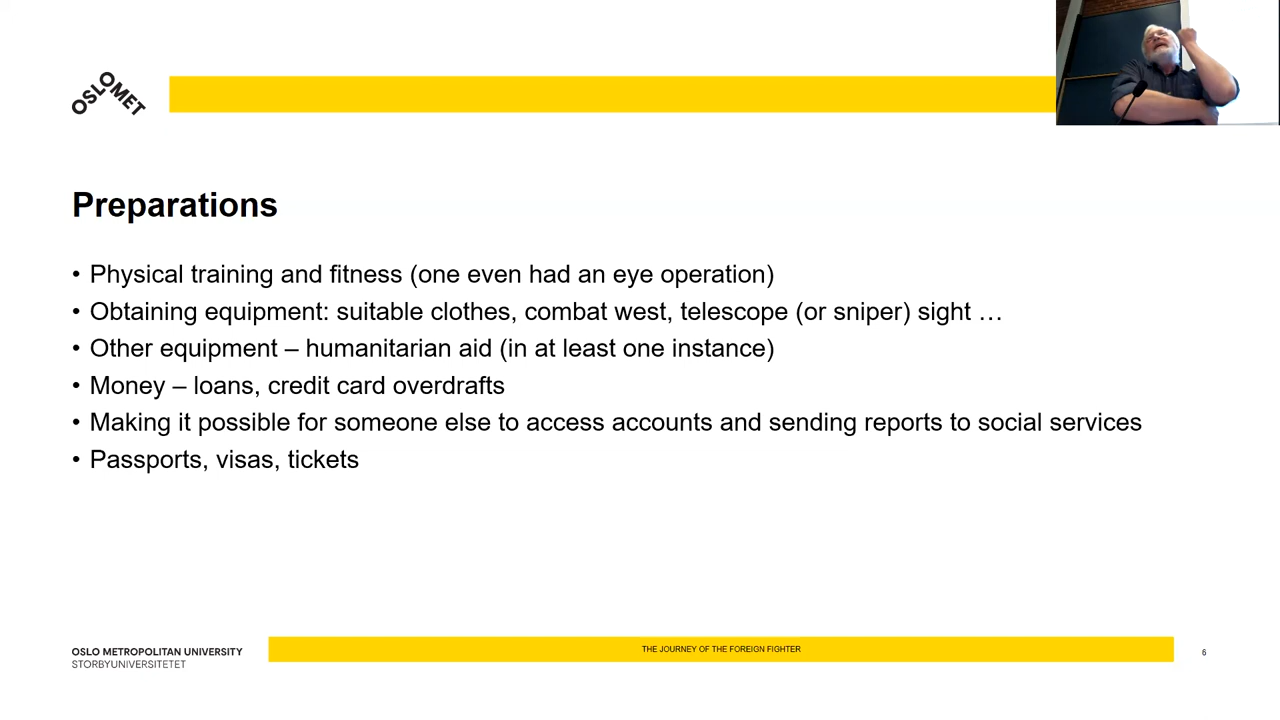 OSLOMET
Preparations
• Physical training and fitness (one even had an eye operation)
• Obtaining equipment: suitable clothes, combat west, telescope (or sniper) sight …
• Other equipment – humanitarian aid (in at least one instance)
• Money – loans, credit card overdrafts
• Making it possible for someone else to access accounts and sending reports to social services
• Passports, visas, tickets
OSLO METROPOLITAN UNIVERSITY
STORBYUNIVERSITETET
THE JOURNEY OF THE FOREIGN FIGHTER
6